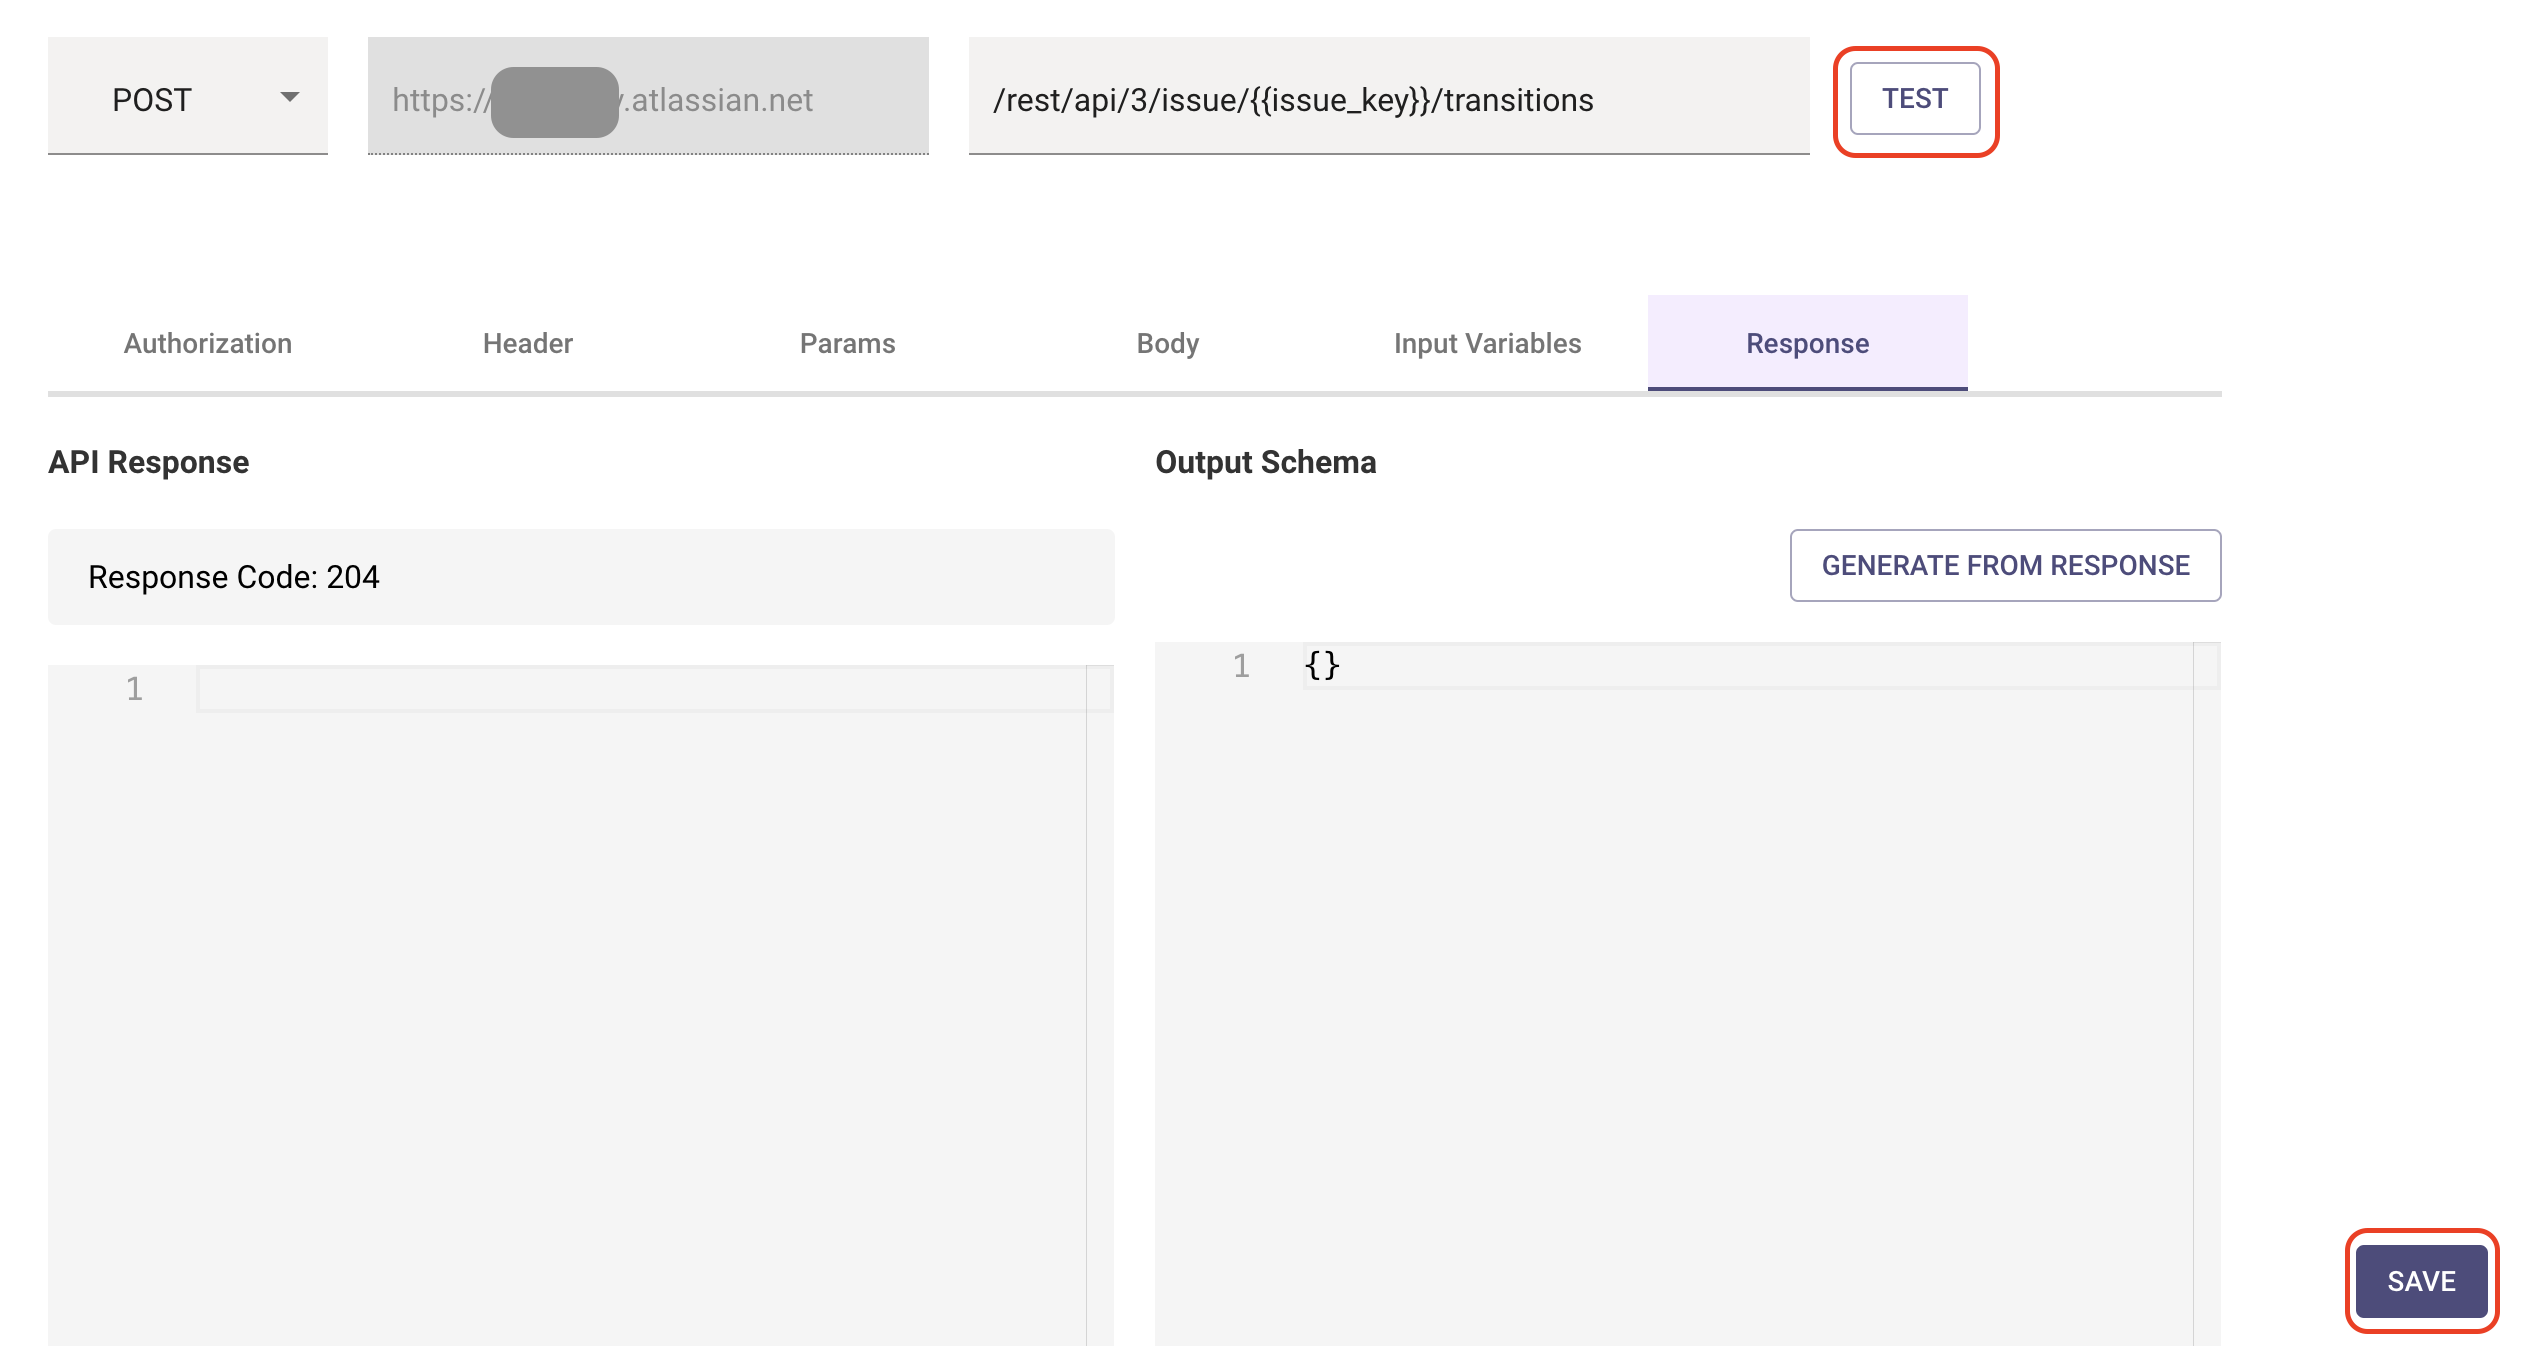 POST
https:// .atlassian.net
/rest/api/3/issue/{{issue_key}}/transitions
TEST
Authorization
Header
Params
Body
Input Variables
Response
API Response
Output Schema
Response Code: 204
GENERATE FROM RESPONSE
1
1 {}
SAVE